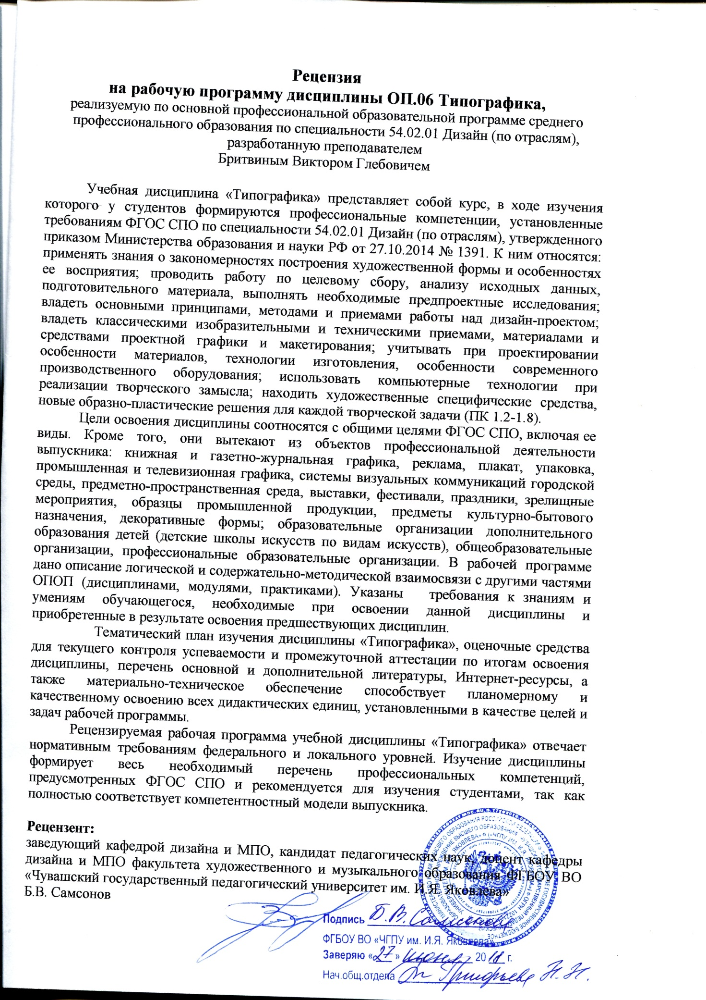 Рецензия
на рабочую программу дисциплины ОП.06 Типографика,
реализуемую по основной профессиональной образовательной программе среднего
профессионального образования по специальности 54.02.01 Дизайн (по отраслям),
разработанную преподавателем
Бритвиным Виктором Глебовичем
Учебная дисциплина «Типографика» представляет собой курс, в ходе изучения
которого у студентов формируются профессиональные компетенции, установленные
требованиям ФГОС СПО по специальности 54.02.01 Дизайн (по отраслям), утвержденного
приказом Министерства образования и науки РФ от 27.10.2014 № 1391. К ним относятся:
применять знания о закономерностях построения художественной формы и особенностях
ее восприятия; проводить работу по целевому сбору, анализу исходных данных,
подготовительного материала, выполнять необходимые предпроектные исследования;
владеть основными принципами, методами и приемами работы над дизайн-проектом;
владеть классическими изобразительными и техническими приемами, материалами и
средствами проектной графики и макетирования; учитывать при проектировании
особенности материалов, технологии изготовления, особенности современного
производственного оборудования; использовать компьютерные технологии при
реализации творческого замысла; находить художественные специфические средства,
новые образно-пластические решения для каждой творческой задачи (ПК 1.2-1.8).
Цели освоения дисциплины соотносятся с общими целями ФГОС СПО, включая ее
виды. Кроме того, они вытекают из объектов профессиональной деятельности
выпускника: книжная и газетно-журнальная графика, реклама, плакат, упаковка,
промышленная и телевизионная графика, системы визуальных коммуникаций городской
среды, предметно-пространственная среда, выставки, фестивали, праздники, зрелищные
мероприятия, образцы промышленной продукции, предметы культурно-бытового
назначения, декоративные формы; образовательные организации дополнительного
образования детей (детские школы искусств по видам искусств), общеобразовательные
организации, профессиональные образовательные организации. В рабочей программе
дано описание логической и содержательно-методической взаимосвязи с другими частями
ОПОП (дисциплинами, модулями, практиками). Указаны требования к знаниям и
умениям обучающегося, необходимые при освоении данной дисциплины и
приобретенные в результате освоения предшествующих дисциплин.
Тематический план изучения дисциплины «Типографика», оценочные средства
для текущего контроля успеваемости и промежуточной аттестации по итогам освоения
дисциплины, перечень основной и дополнительной литературы, Интернет-ресурсы, а
также материально-техническое обеспечение способствует планомерному и
качественному освоению всех дидактических единиц, установленными в качестве целей и
задач рабочей программы.
Рецензируемая рабочая программа учебной дисциплины «Типографика» отвечает
нормативным требованиям федерального и локального уровней. Изучение дисциплины
формирует весь необходимый перечень профессиональных компетенций,
предусмотренных ФГОС СПО и рекомендуется для изучения студентами, так как
полностью соответствует компетентностный модели выпускника.
Рецензент:
заведующий кафедрой дизайна и МПО, кандидат педагогических наук, доцент кафедры
дизайна и МПО факультета художественного и музыкального образования ФГБОУ ВО
«Чувашский государственный педагогический университет им. И.Я. Яковлева»
Б.В. Самсонов
Подпись Б.В. Самсонова
ФГБОУ ВО «ЧГПУ им. И.Я. Яковлева»
Заверяю «27» июня 20 г.
Нач.общ.отдела Григорьева Н.Н.